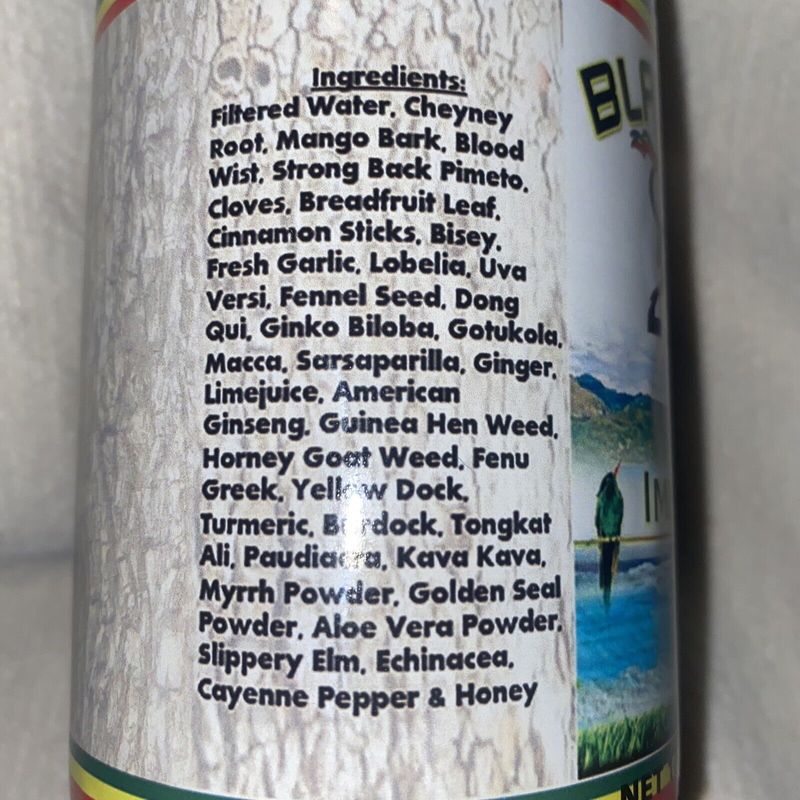 Ingredients:
Filtered Water, Cheyney
Root, Mango Bark, Blood
Wist, Strong Back Pimeto,
Cloves, Breadfruit Leaf,
Cinnamon Sticks, Bisey,
Fresh Garlic, Lobelia, Uva
Versi, Fennel Seed, Dong
Qui, Ginko Biloba, Gotukola,
Macca, Sarsaparilla, Ginger,
Limejuice, American
Ginseng, Guinea Hen Weed,
Horney Goat Weed, Fenu
Greek, Yellow Dock,
Turmeric, Burdock, Tongkat
Ali, Kava Kava,
Myrrh Powder, Golden Seal
Powder, Aloe Vera Powder,
Slippery Elm, Echinacea,
Cayenne Pepper & Honey
NET